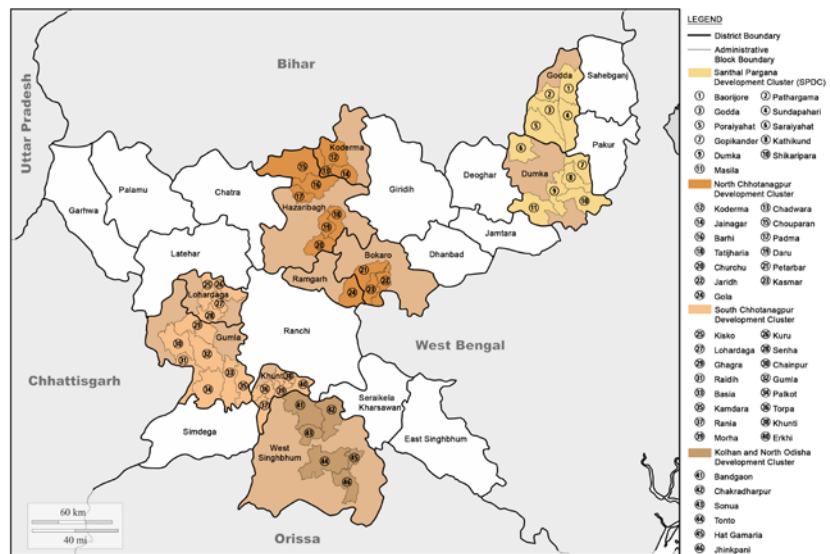 Bihar
Uttar Pradesh
Godda
Sahebganj
Koderma
Pakur
Palamu
Garhwa
Chatra
Giridih
Deoghar
Dumka
Hazaribagh
Jamtara
Latehar
Dhanbad
Bokaro
Lohardaga
Ramgarh
Ranchi
Gumla
West Bengal
Chhattisgarh
Khunti
Seraikela
Kharsawan
Simdega
West
Singhbhum
East Singhbhum
60 km
40 mi
Orissa
LEGEND
District Boundary
Administrative
Block Boundary
Santhal Pargana
Development Cluster (SPDC)
1 Baorijore 2 Pathargama
3 Godda 4 Sundapahari
5 Poraiyahat 6 Saraiyahat
7 Gopikander 8 Kathikund
9 Dumka 10 Shikaripara
11 Masila
North Chhotanagpur
Development Cluster
12 Koderma 13 Chadwara
14 Jainagar 15 Chouparan
16 Barhi 17 Padma
18 Tatijharia 19 Daru
20 Churchu 21 Petarbar
22 Jaridh 23 Kasmar
24 Gola
South Chhotanagpur
Development Cluster
25 Kisko 26 Kuru
27 Lohardaga 28 Senha
29 Ghagra 30 Chainpur
31 Raidih 32 Gumla
33 Basia 34 Palkot
35 Kamdara 36 Torpa
37 Rania 38 Khunti
39 Morha 40 Erkhi
Kolhan and North Odisha
Development Cluster
41 Bandgaon
42 Chakradharpur
43 Sonua
44 Tonto
45 Hat Gamaria
46 Jhinkpani